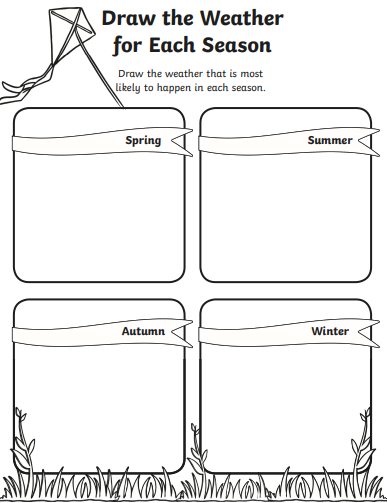 Draw the Weather
for Each Season
Draw the weather that is most
likely to happen in each season.
Spring
Summer
Autumn
Winter